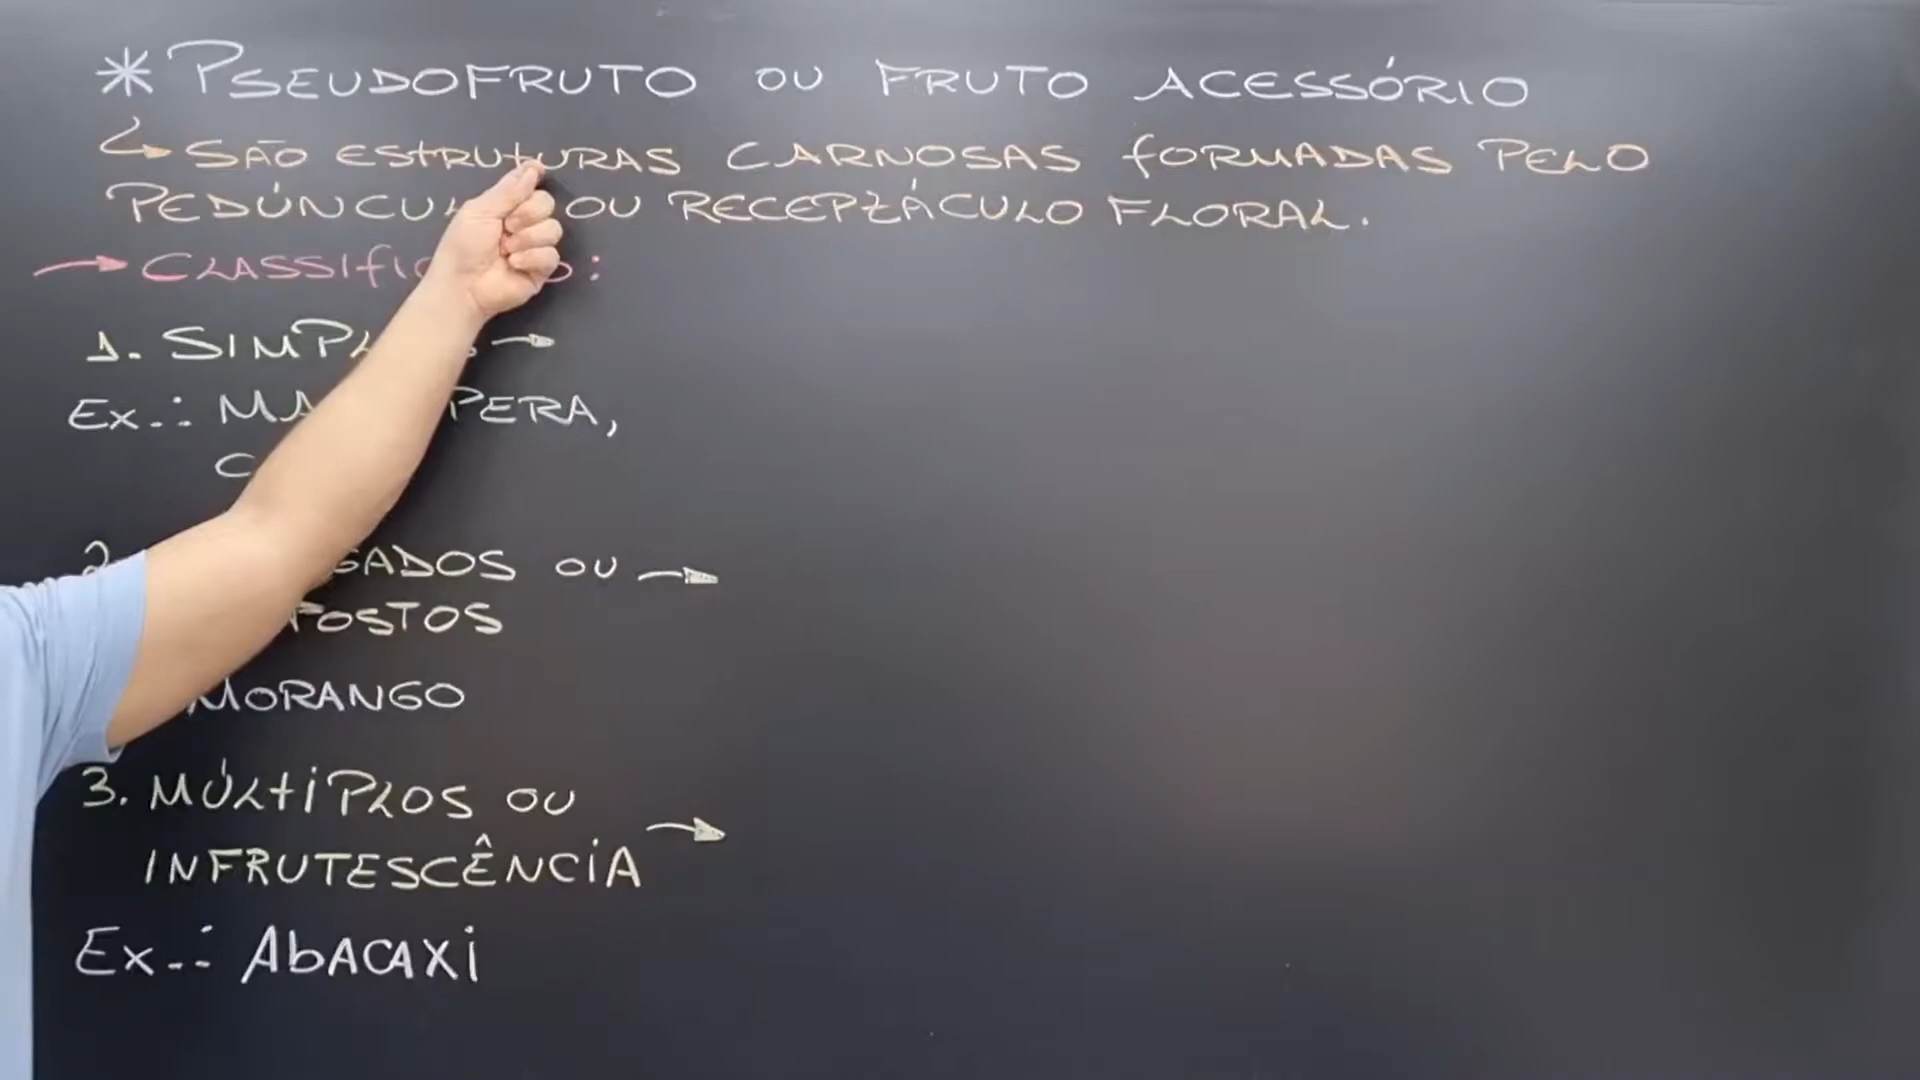 * PSEUDOFRUTO OU FRUTO ACESSÓRIO
SÃO ESTRUTURAS CARNOSAS FORMADAS PELO
OU RECEPTÁCULO FLORAL.
1.
Ex.: PERA,
2. OU
MORANGO
3. MÚLTIPLOS OU
INFRUTESCÊNCIA
Ex.: ABACAXI